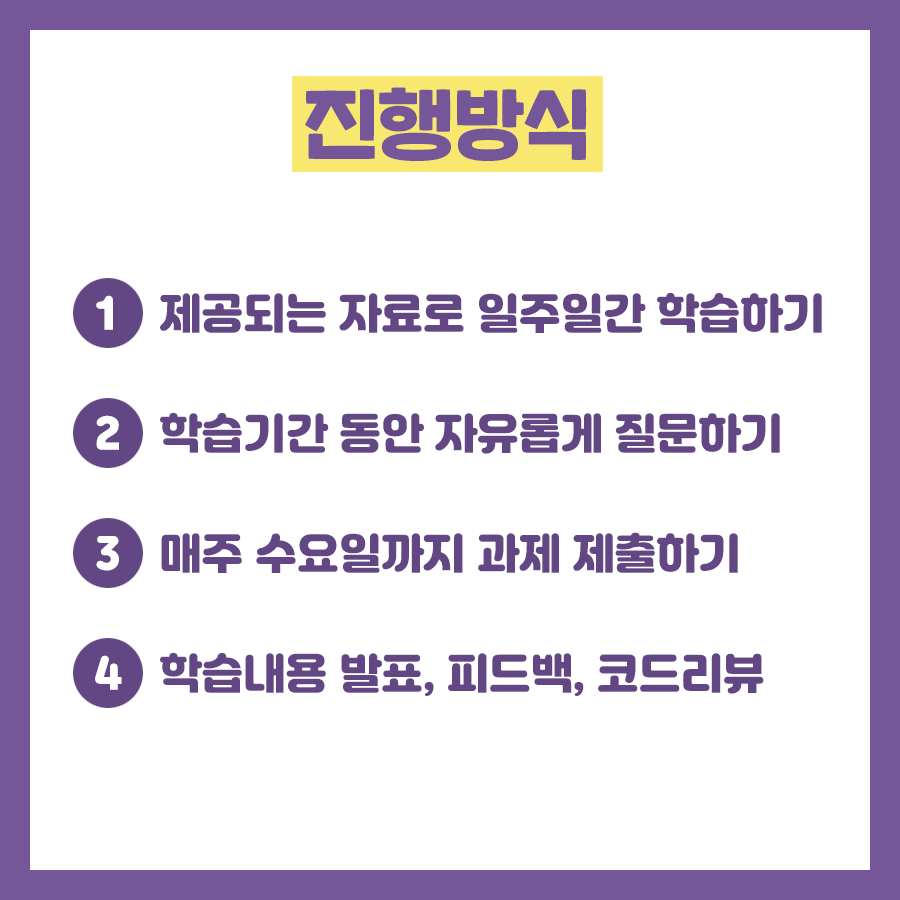 진행방식
1 제공되는 자료로 일주일간 학습하기
2 학습기간 동안 자유롭게 질문하기
3 매주 수요일까지 과제 제출하기
4 학습내용 발표, 피드백, 코드리뷰